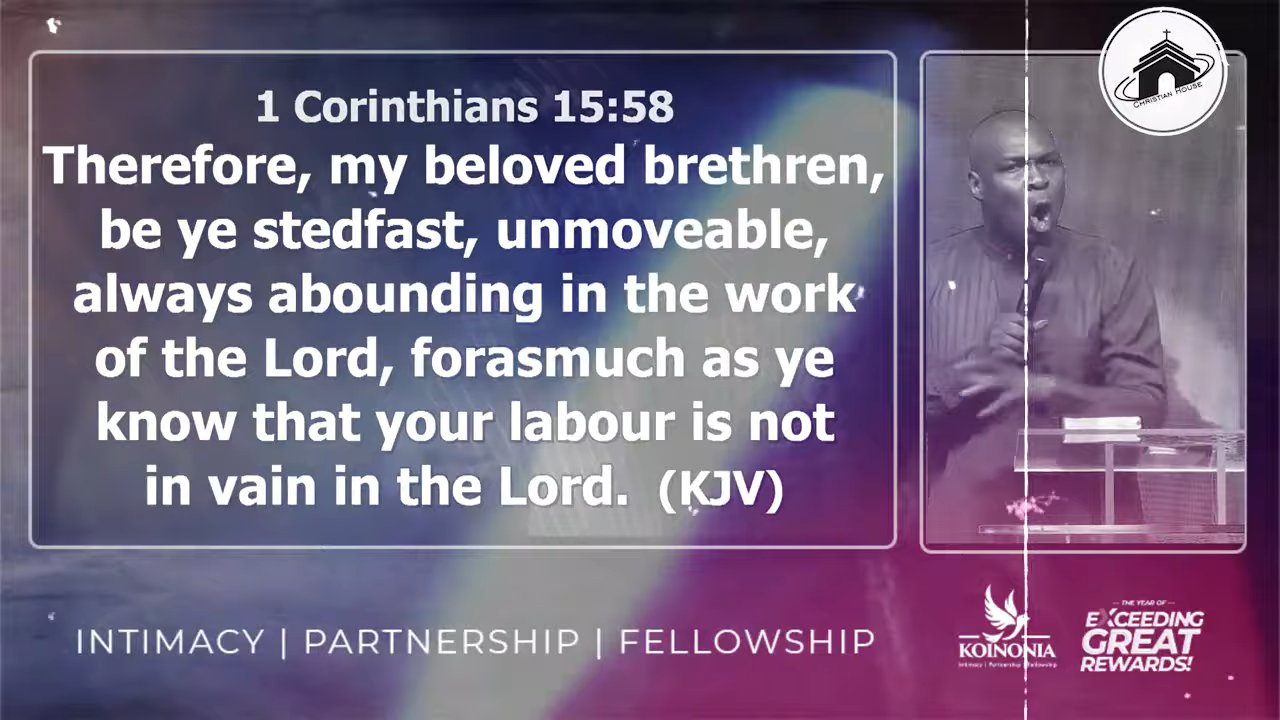 1 Corinthians 15:58
Therefore, my beloved brethren,
be ye stedfast, unmoveable,
always abounding in the work
of the Lord, forasmuch as ye
know that your labour is not
in vain in the Lord. (KJV)
CHRISTIAN HOUSE
INTIMACY | PARTNERSHIP | FELLOWSHIP
KOINONIA
Intimacy | Partnership | Fellowship
— THE YEAR OF —
EXCEEDING
GREAT
REWARDS!